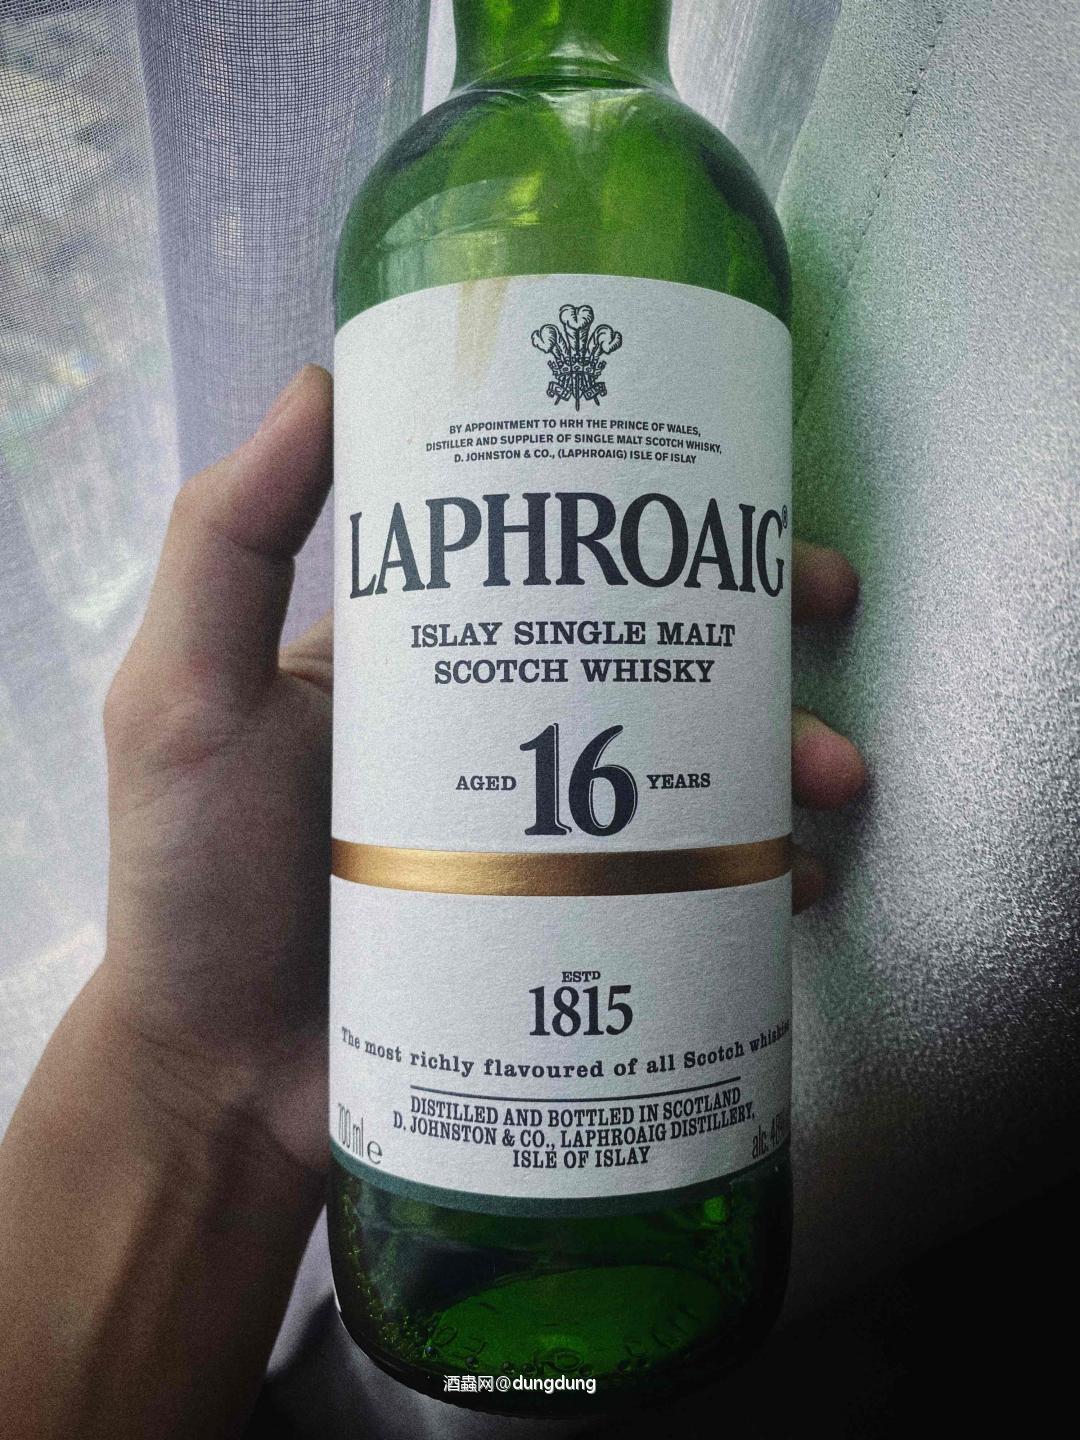 BY APPOINTMENT TO HRH THE PRINCE OF WALES,
DISTILLER AND SUPPLIER OF SINGLE MALT SCOTCH WHISKY,
D. JOHNSTON & CO., (LAPHROAIG) ISLE OF ISLAY
LAPHROAIG®
ISLAY SINGLE MALT
SCOTCH WHISKY
AGED 16 YEARS
ESTD
1815
The most richly flavoured of all Scotch whiskies
DISTILLED AND BOTTLED IN SCOTLAND
D. JOHNSTON & CO., LAPHROAIG DISTILLERY,
ISLE OF ISLAY
700 ml e
alc.
酒蟲网@dungdung